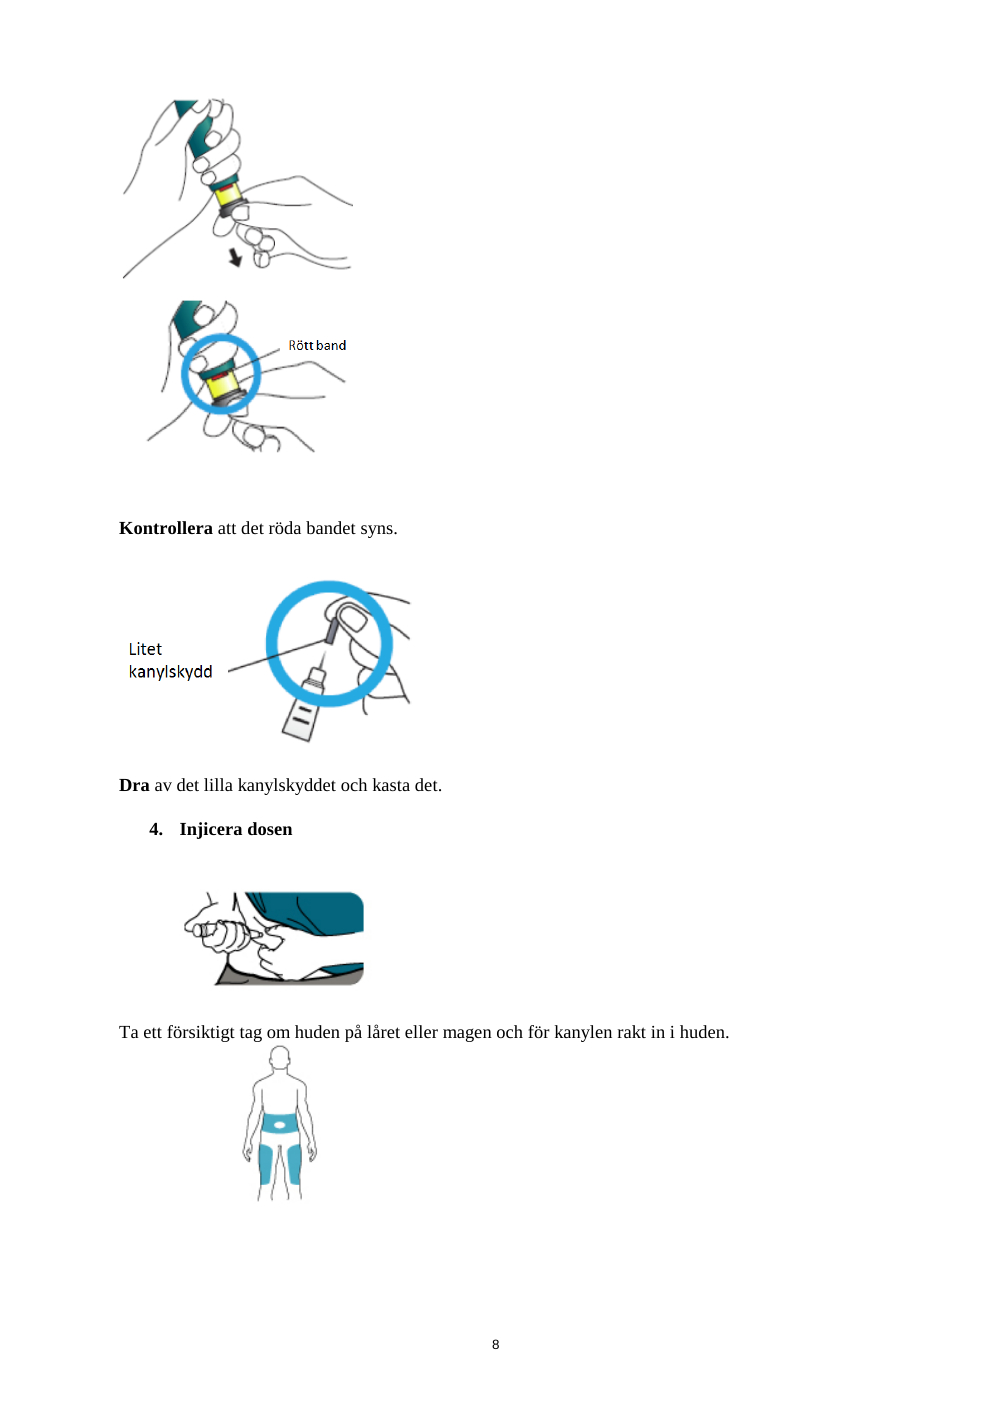 Rött band
Kontrollera att det röda bandet syns.
Litet
kanylskydd
Dra av det lilla kanylskyddet och kasta det.
4. Injicera dosen
Ta ett försiktigt tag om huden på låret eller magen och för kanylen rakt in i huden.
8